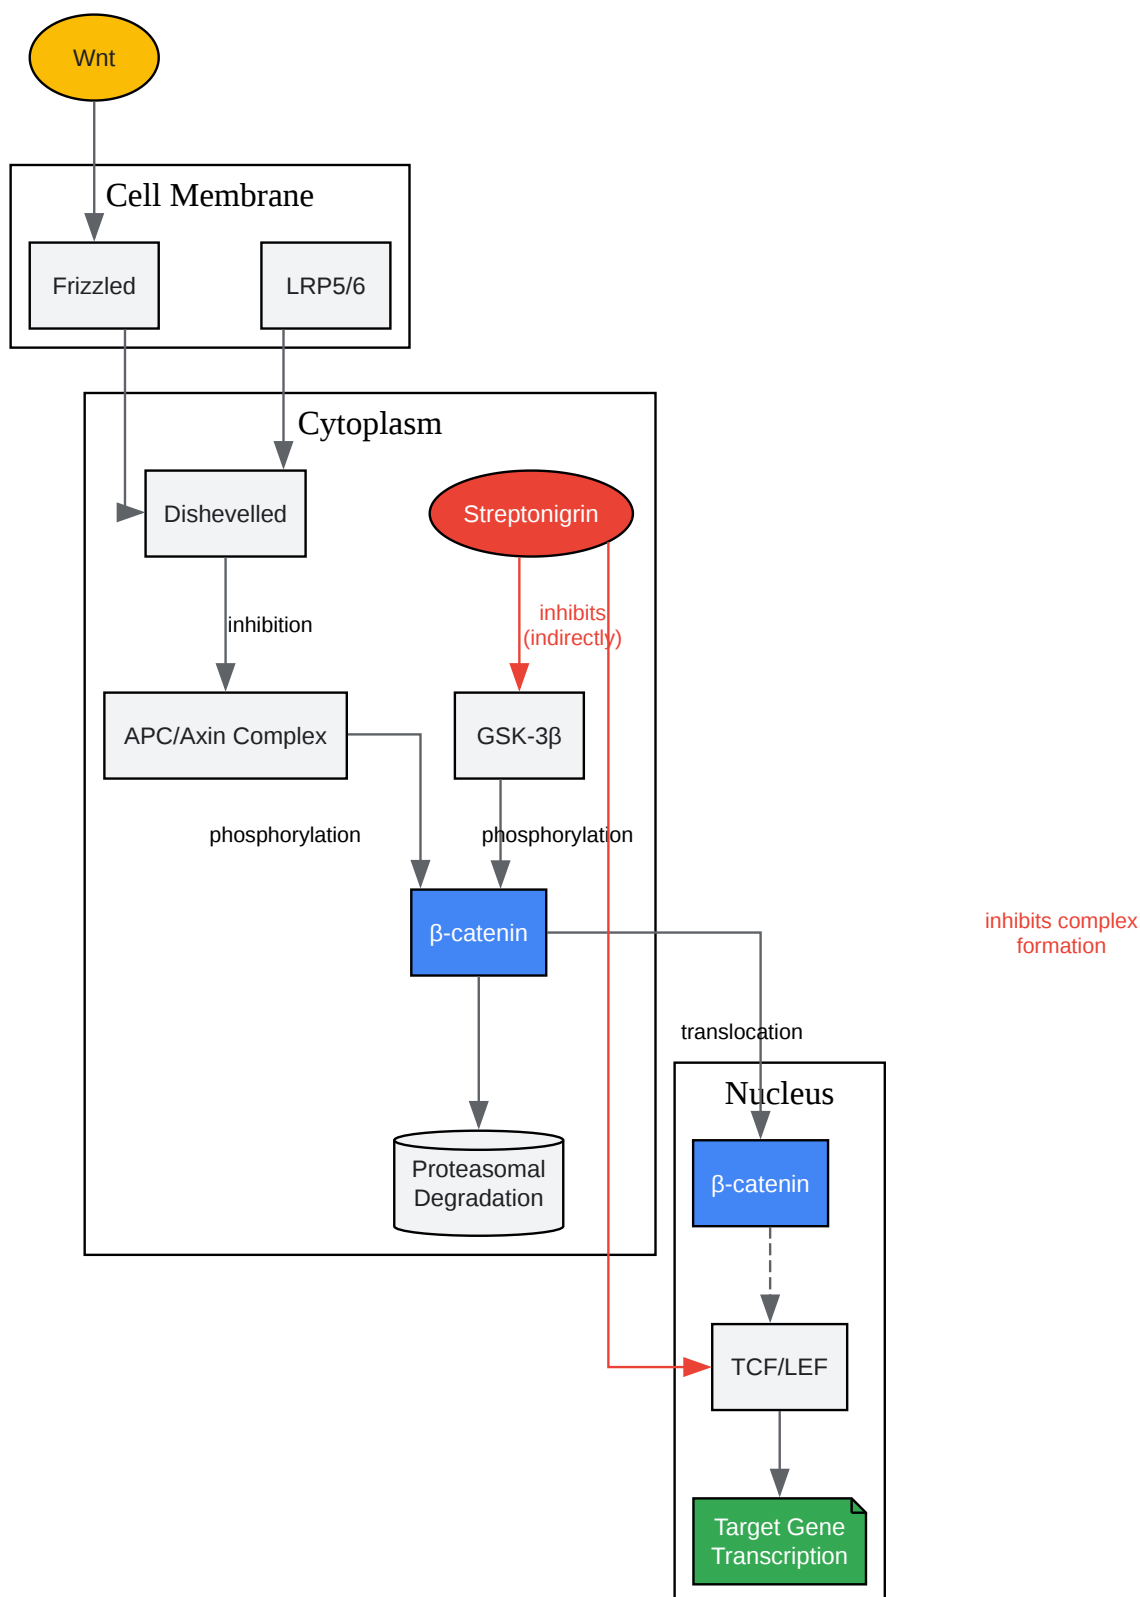 Wnt
Cell Membrane
Frizzled
LRP5/6
Cytoplasm
Dishevelled
Streptonigrin
inhibition
inhibits
(indirectly)
APC/Axin Complex
GSK-3β
phosphorylation
phosphorylation
β-catenin
inhibits complex
formation
translocation
Nucleus
Proteasomal
Degradation
β-catenin
TCF/LEF
Target Gene
Transcription